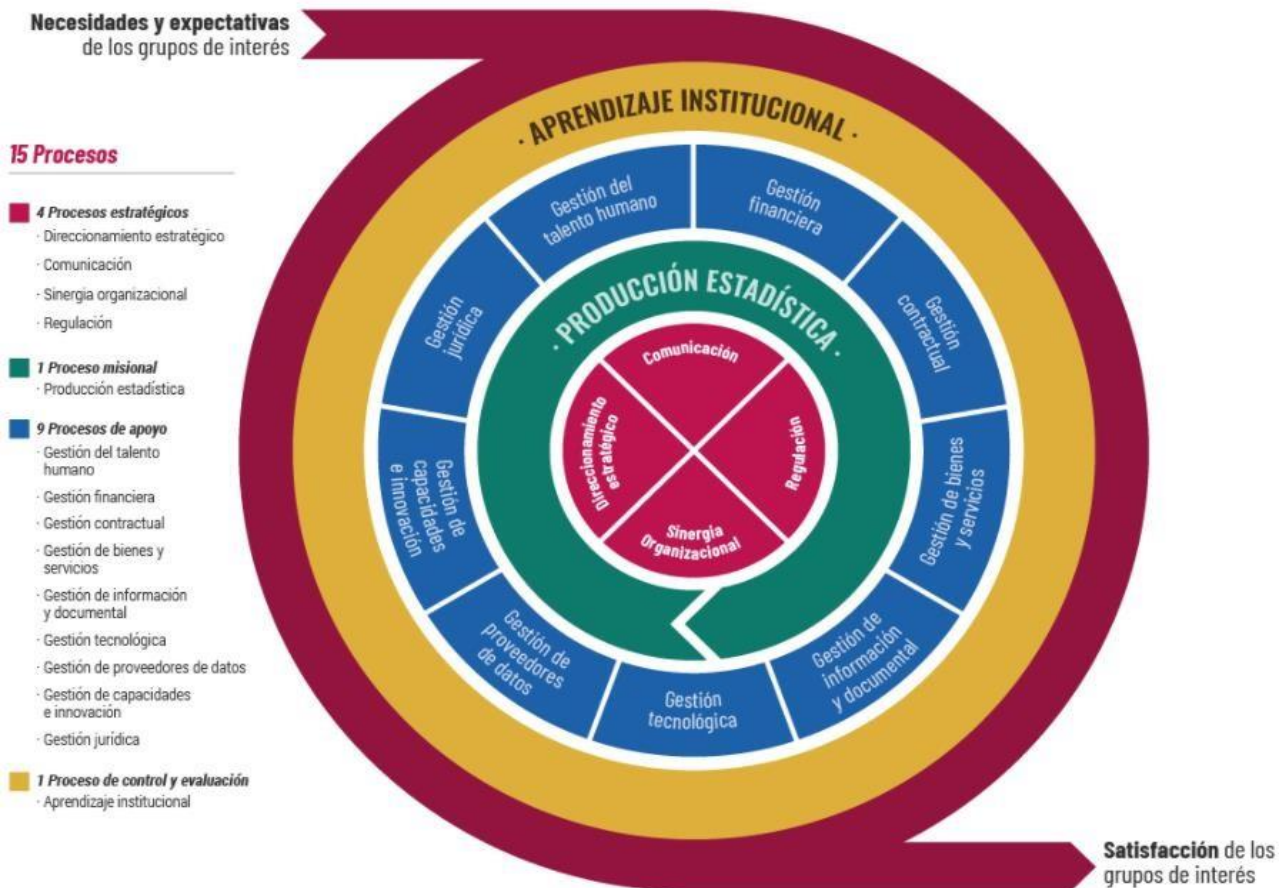 Necesidades y expectativas
de los grupos de interés
15 Procesos
4 Procesos estratégicos
· Direccionamiento estratégico
· Comunicación
· Sinergia organizacional
· Regulación
1 Proceso misional
· Producción estadística
9 Procesos de apoyo
· Gestión del talento
humano
· Gestión financiera
· Gestión contractual
· Gestión de bienes y
servicios
· Gestión de información
y documental
· Gestión tecnológica
· Gestión de proveedores de datos
· Gestión de capacidades
e innovación
· Gestión jurídica
1 Proceso de control y evaluación
· Aprendizaje institucional
· APRENDIZAJE INSTITUCIONAL ·
Gestión del
talento humano
Gestión
financiera
Gestión
contractual
Gestión de bienes
y servicios
Gestión de
información
y documental
Gestión
tecnológica
Gestión de
proveedores
de datos
Gestión de
capacidades
e innovación
Gestión
jurídica
· PRODUCCIÓN ESTADÍSTICA ·
Comunicación
Regulación
Sinergia
Organizacional
Direccionamiento
estratégico
Satisfacción de los
grupos de interés